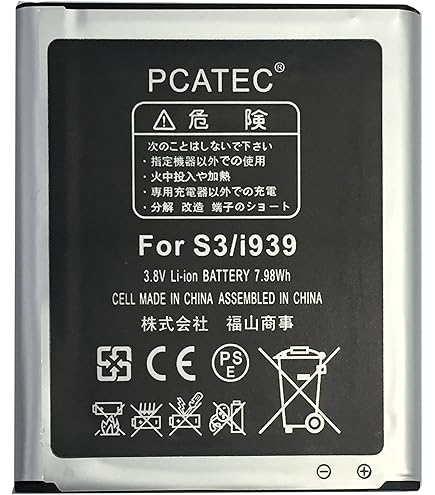 PCATEC®
⚠ 危 険
次のことはしないで下さい。
・指定機器以外での使用
・火中投入や加熱
・専用充電器以外での充電
・分解 改造 端子のショート
For S3/i939
3.8V Li-ion BATTERY 7.98Wh
CELL MADE IN CHINA ASSEMBLED IN CHINA
株式会社 福山商事
CE
PS
E